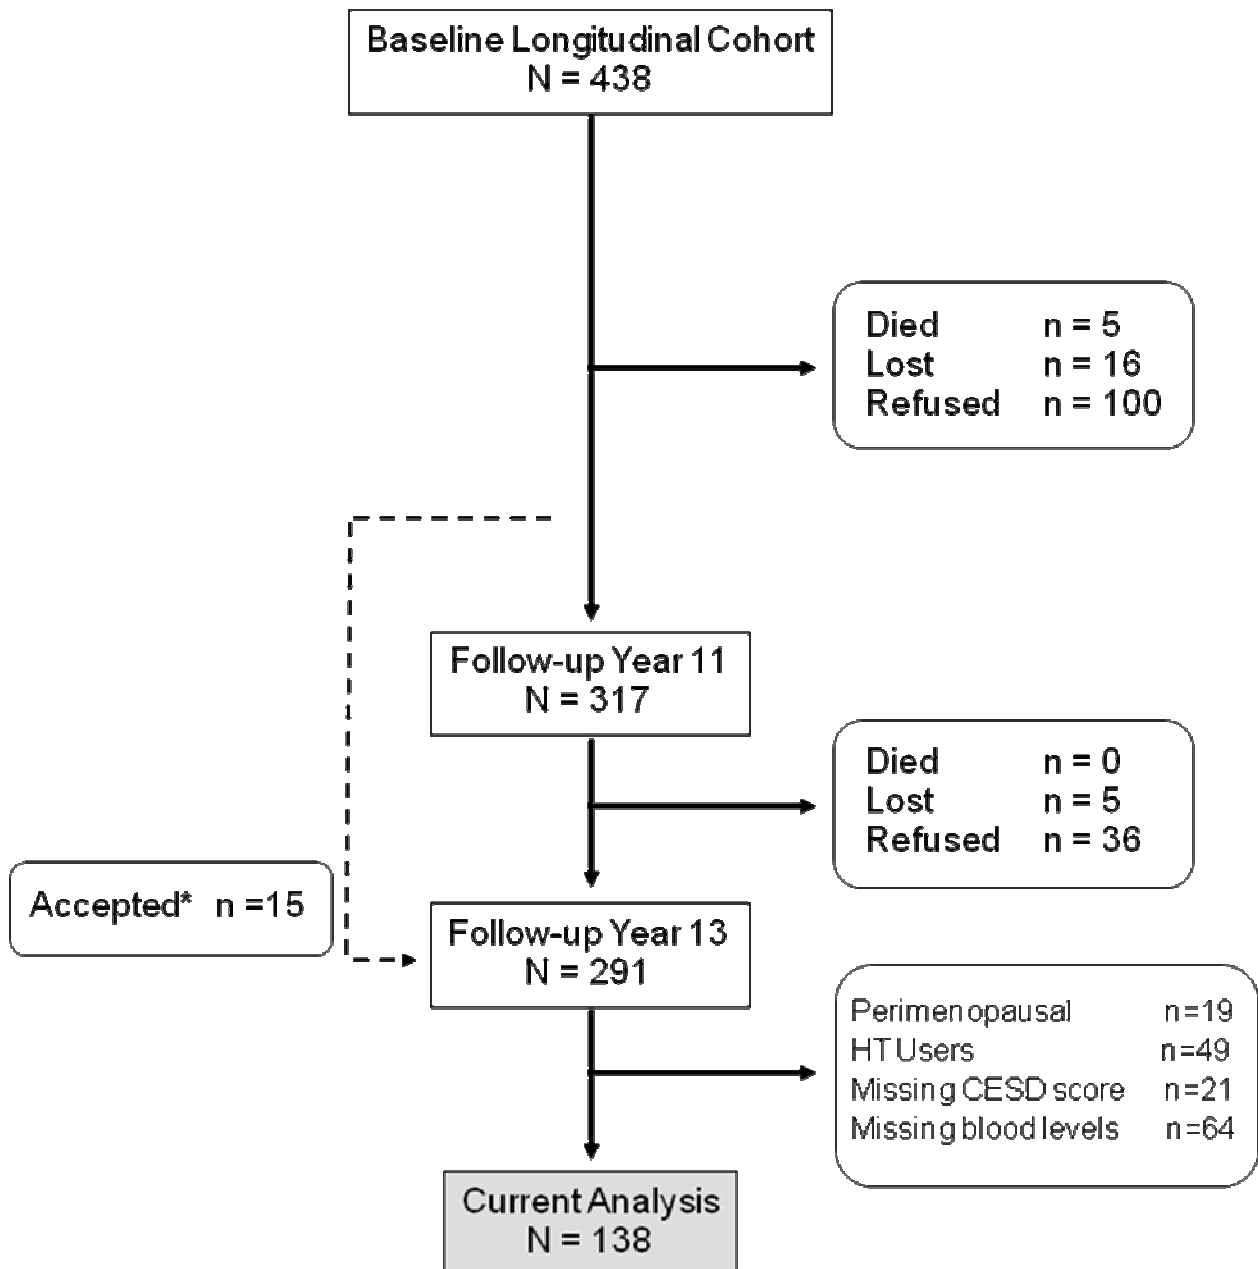 Baseline Longitudinal Cohort
N = 438
Died n = 5
Lost n = 16
Refused n = 100
Follow-up Year 11
N = 317
Died n = 0
Lost n = 5
Refused n = 36
Accepted* n =15
Follow-up Year 13
N = 291
Perimenopausal n=19
HT Users n=49
Missing CESD score n=21
Missing blood levels n=64
Current Analysis
N = 138